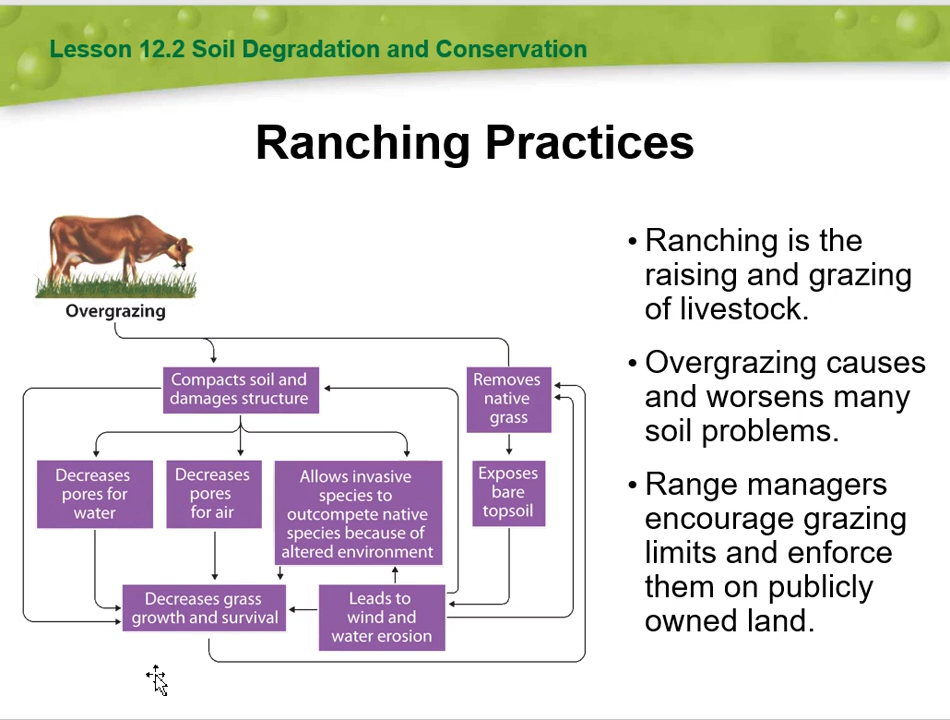 Lesson 12.2 Soil Degradation and Conservation
Ranching Practices
Overgrazing
Compacts soil and
damages structure
Removes
native
grass
Decreases
pores for
water
Decreases
pores
for air
Allows invasive
species to
outcompete native
species because of
altered environment
Exposes
bare
topsoil
Decreases grass
growth and survival
Leads to
wind and
water erosion
• Ranching is the
raising and grazing
of livestock.
• Overgrazing causes
and worsens many
soil problems.
• Range managers
encourage grazing
limits and enforce
them on publicly
owned land.